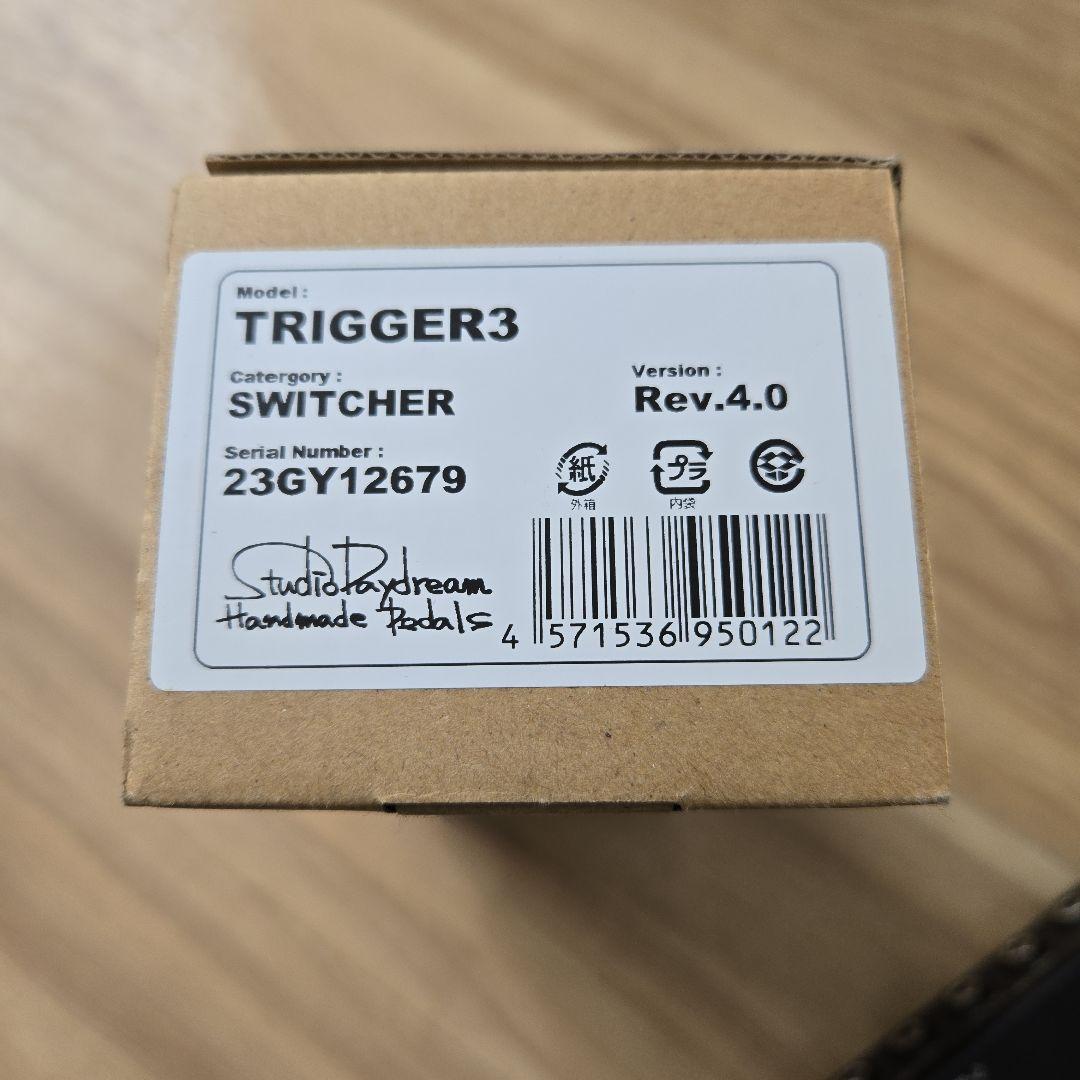 Model :
TRIGGER3
Catergory :
SWITCHER
Version :
Rev.4.0
Serial Number :
23GY12679
紙
外箱
プラ
内袋
StudioDaydream
Handmade Pedals
4 571536 950122